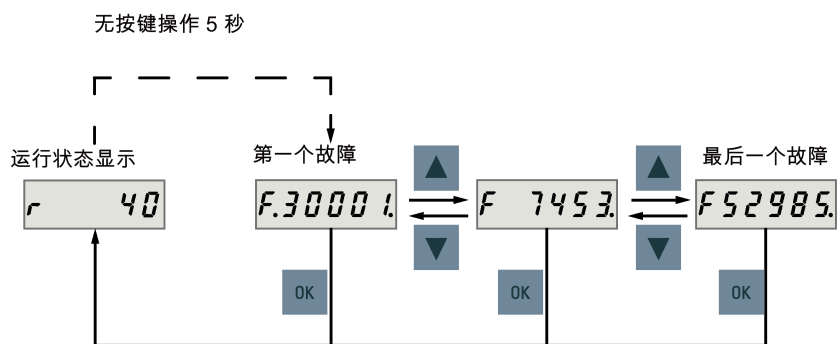 无按键操作 5 秒
运行状态显示
第一个故障
最后一个故障
r 40
F.30001.
F 7453.
F52985.
OK
OK
OK